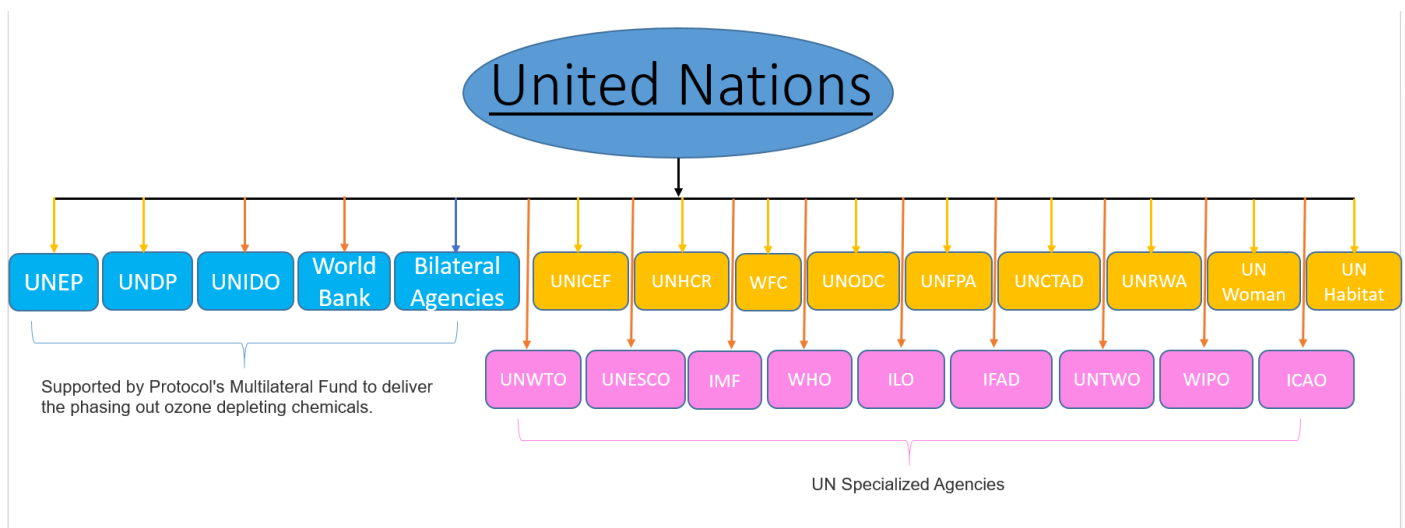 United Nations
UNEP
UNDP
UNIDO
World
Bank
Bilateral
Agencies
UNICEF
UNHCR
WFC
UNODC
UNFPA
UNCTAD
UNRWA
UN
Woman
UN
Habitat
Supported by Protocol's Multilateral Fund to deliver
the phasing out ozone depleting chemicals.
UNWTO
UNESCO
IMF
WHO
ILO
IFAD
UNTWO
WIPO
ICAO
UN Specialized Agencies